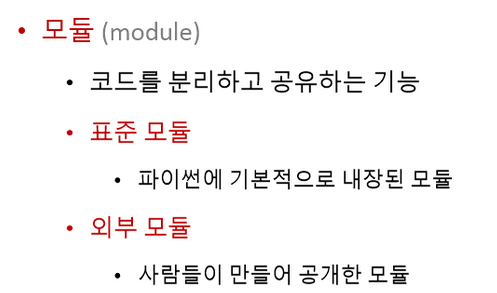 • 모듈 (module)
• 코드를 분리하고 공유하는 기능
• 표준 모듈
• 파이썬에 기본적으로 내장된 모듈
• 외부 모듈
• 사람들이 만들어 공개한 모듈